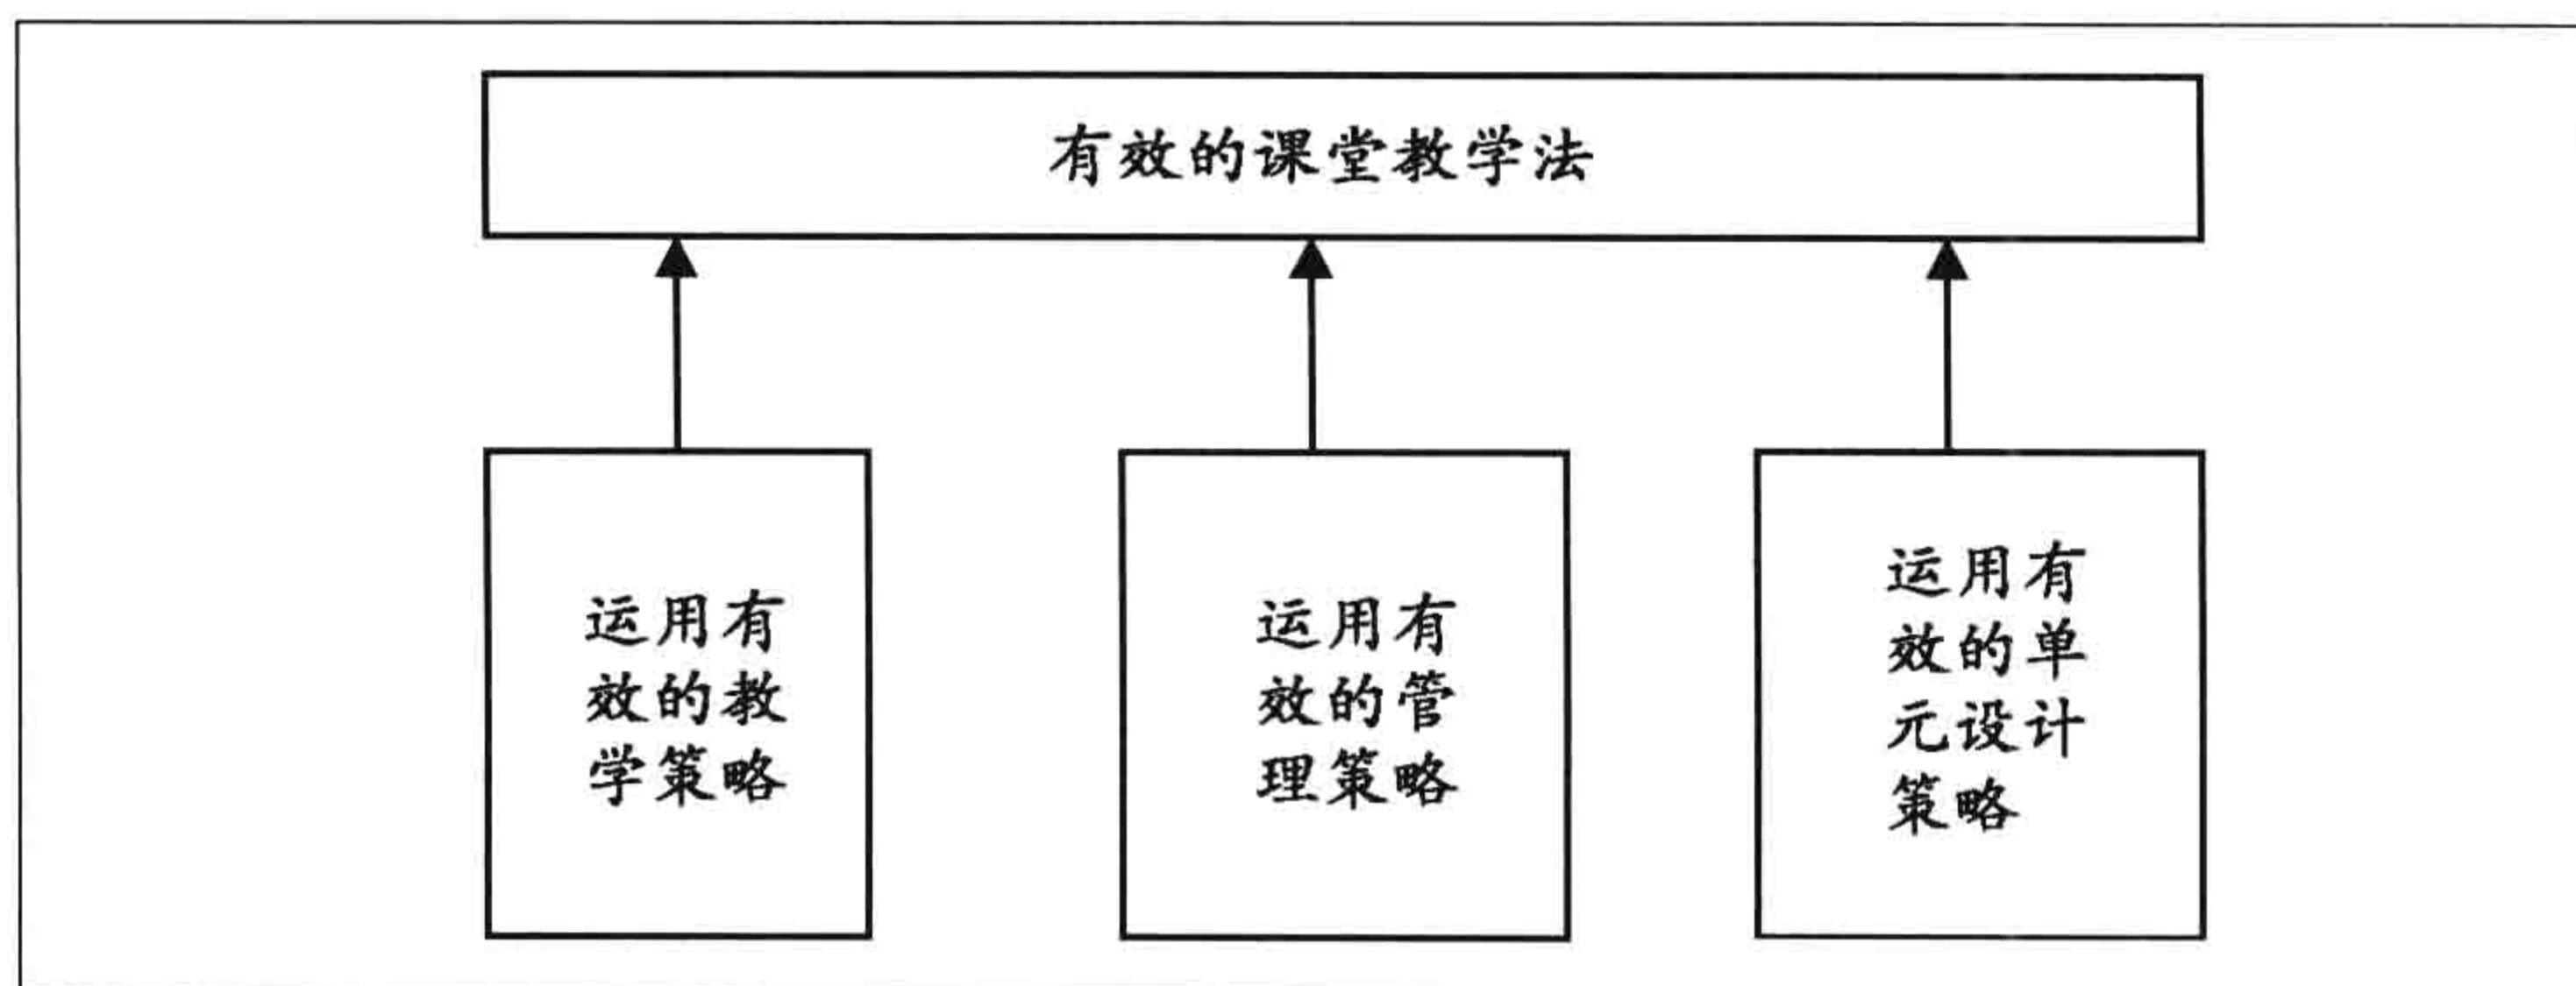 有效的课堂教学法
运用有
效的教
学策略
运用有
效的管
理策略
运用有
效的单
元设计
策略